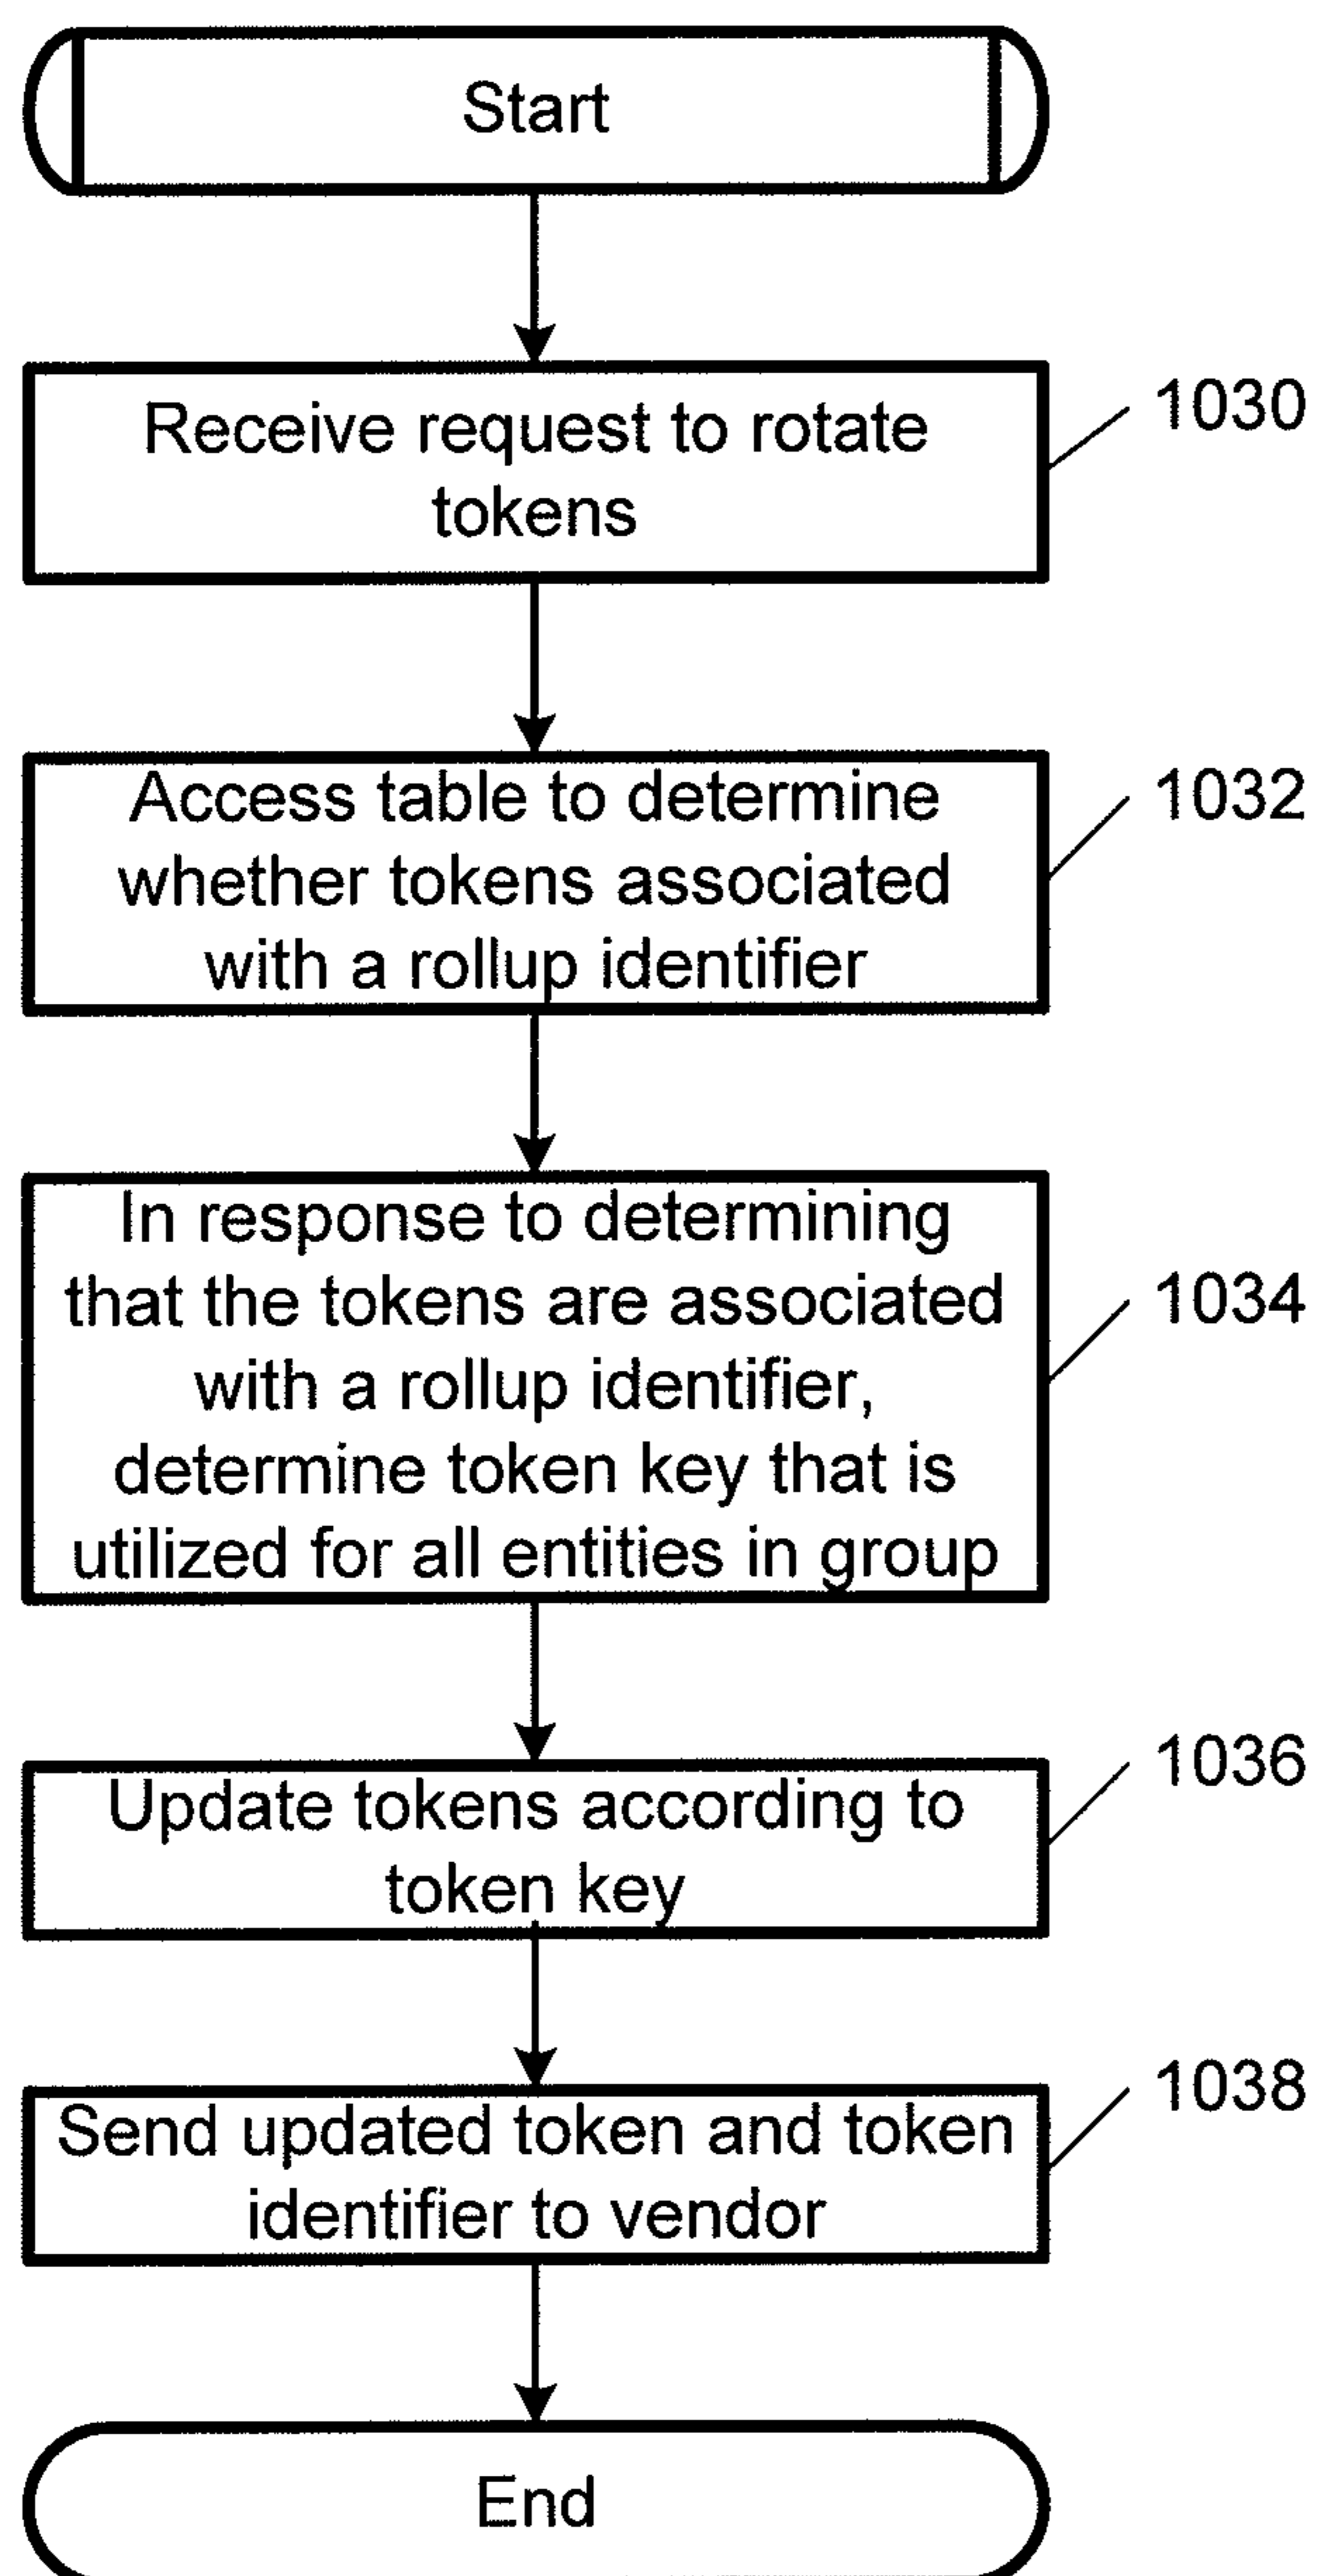 Start
Receive request to rotate
tokens
1030
Access table to determine
whether tokens associated
with a rollup identifier
1032
In response to determining
that the tokens are associated
with a rollup identifier,
determine token key that is
utilized for all entities in group
1034
Update tokens according to
token key
1036
Send updated token and token
identifier to vendor
1038
End